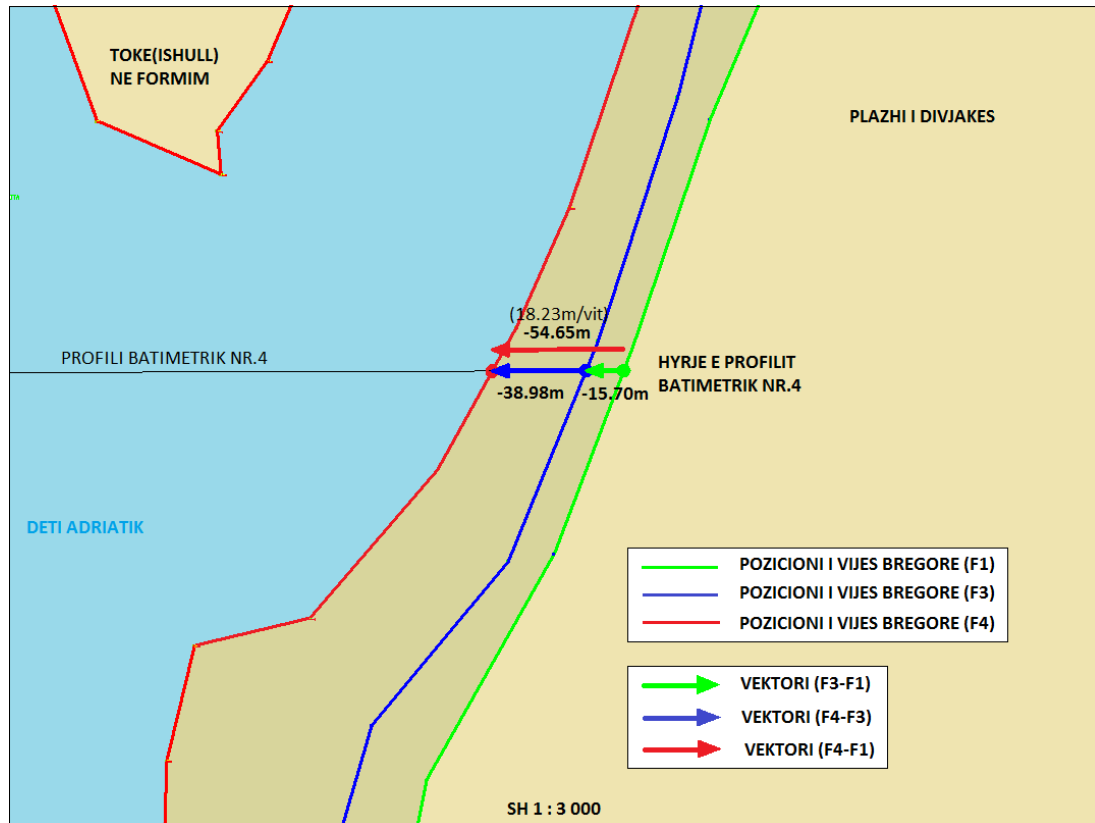 TOKE(ISHULL)
NE FORMIM
PLAZHI I DIVJAKES
(18.23m/vit)
-54.65m
PROFILI BATIMETRIK NR.4
HYRJE E PROFILIT
BATIMETRIK NR.4
-38.98m
-15.70m
DETI ADRIATIK
POZICIONI I VIJES BREGORE (F1)
POZICIONI I VIJES BREGORE (F3)
POZICIONI I VIJES BREGORE (F4)
VEKTORI (F3-F1)
VEKTORI (F4-F3)
VEKTORI (F4-F1)
SH 1 : 3 000